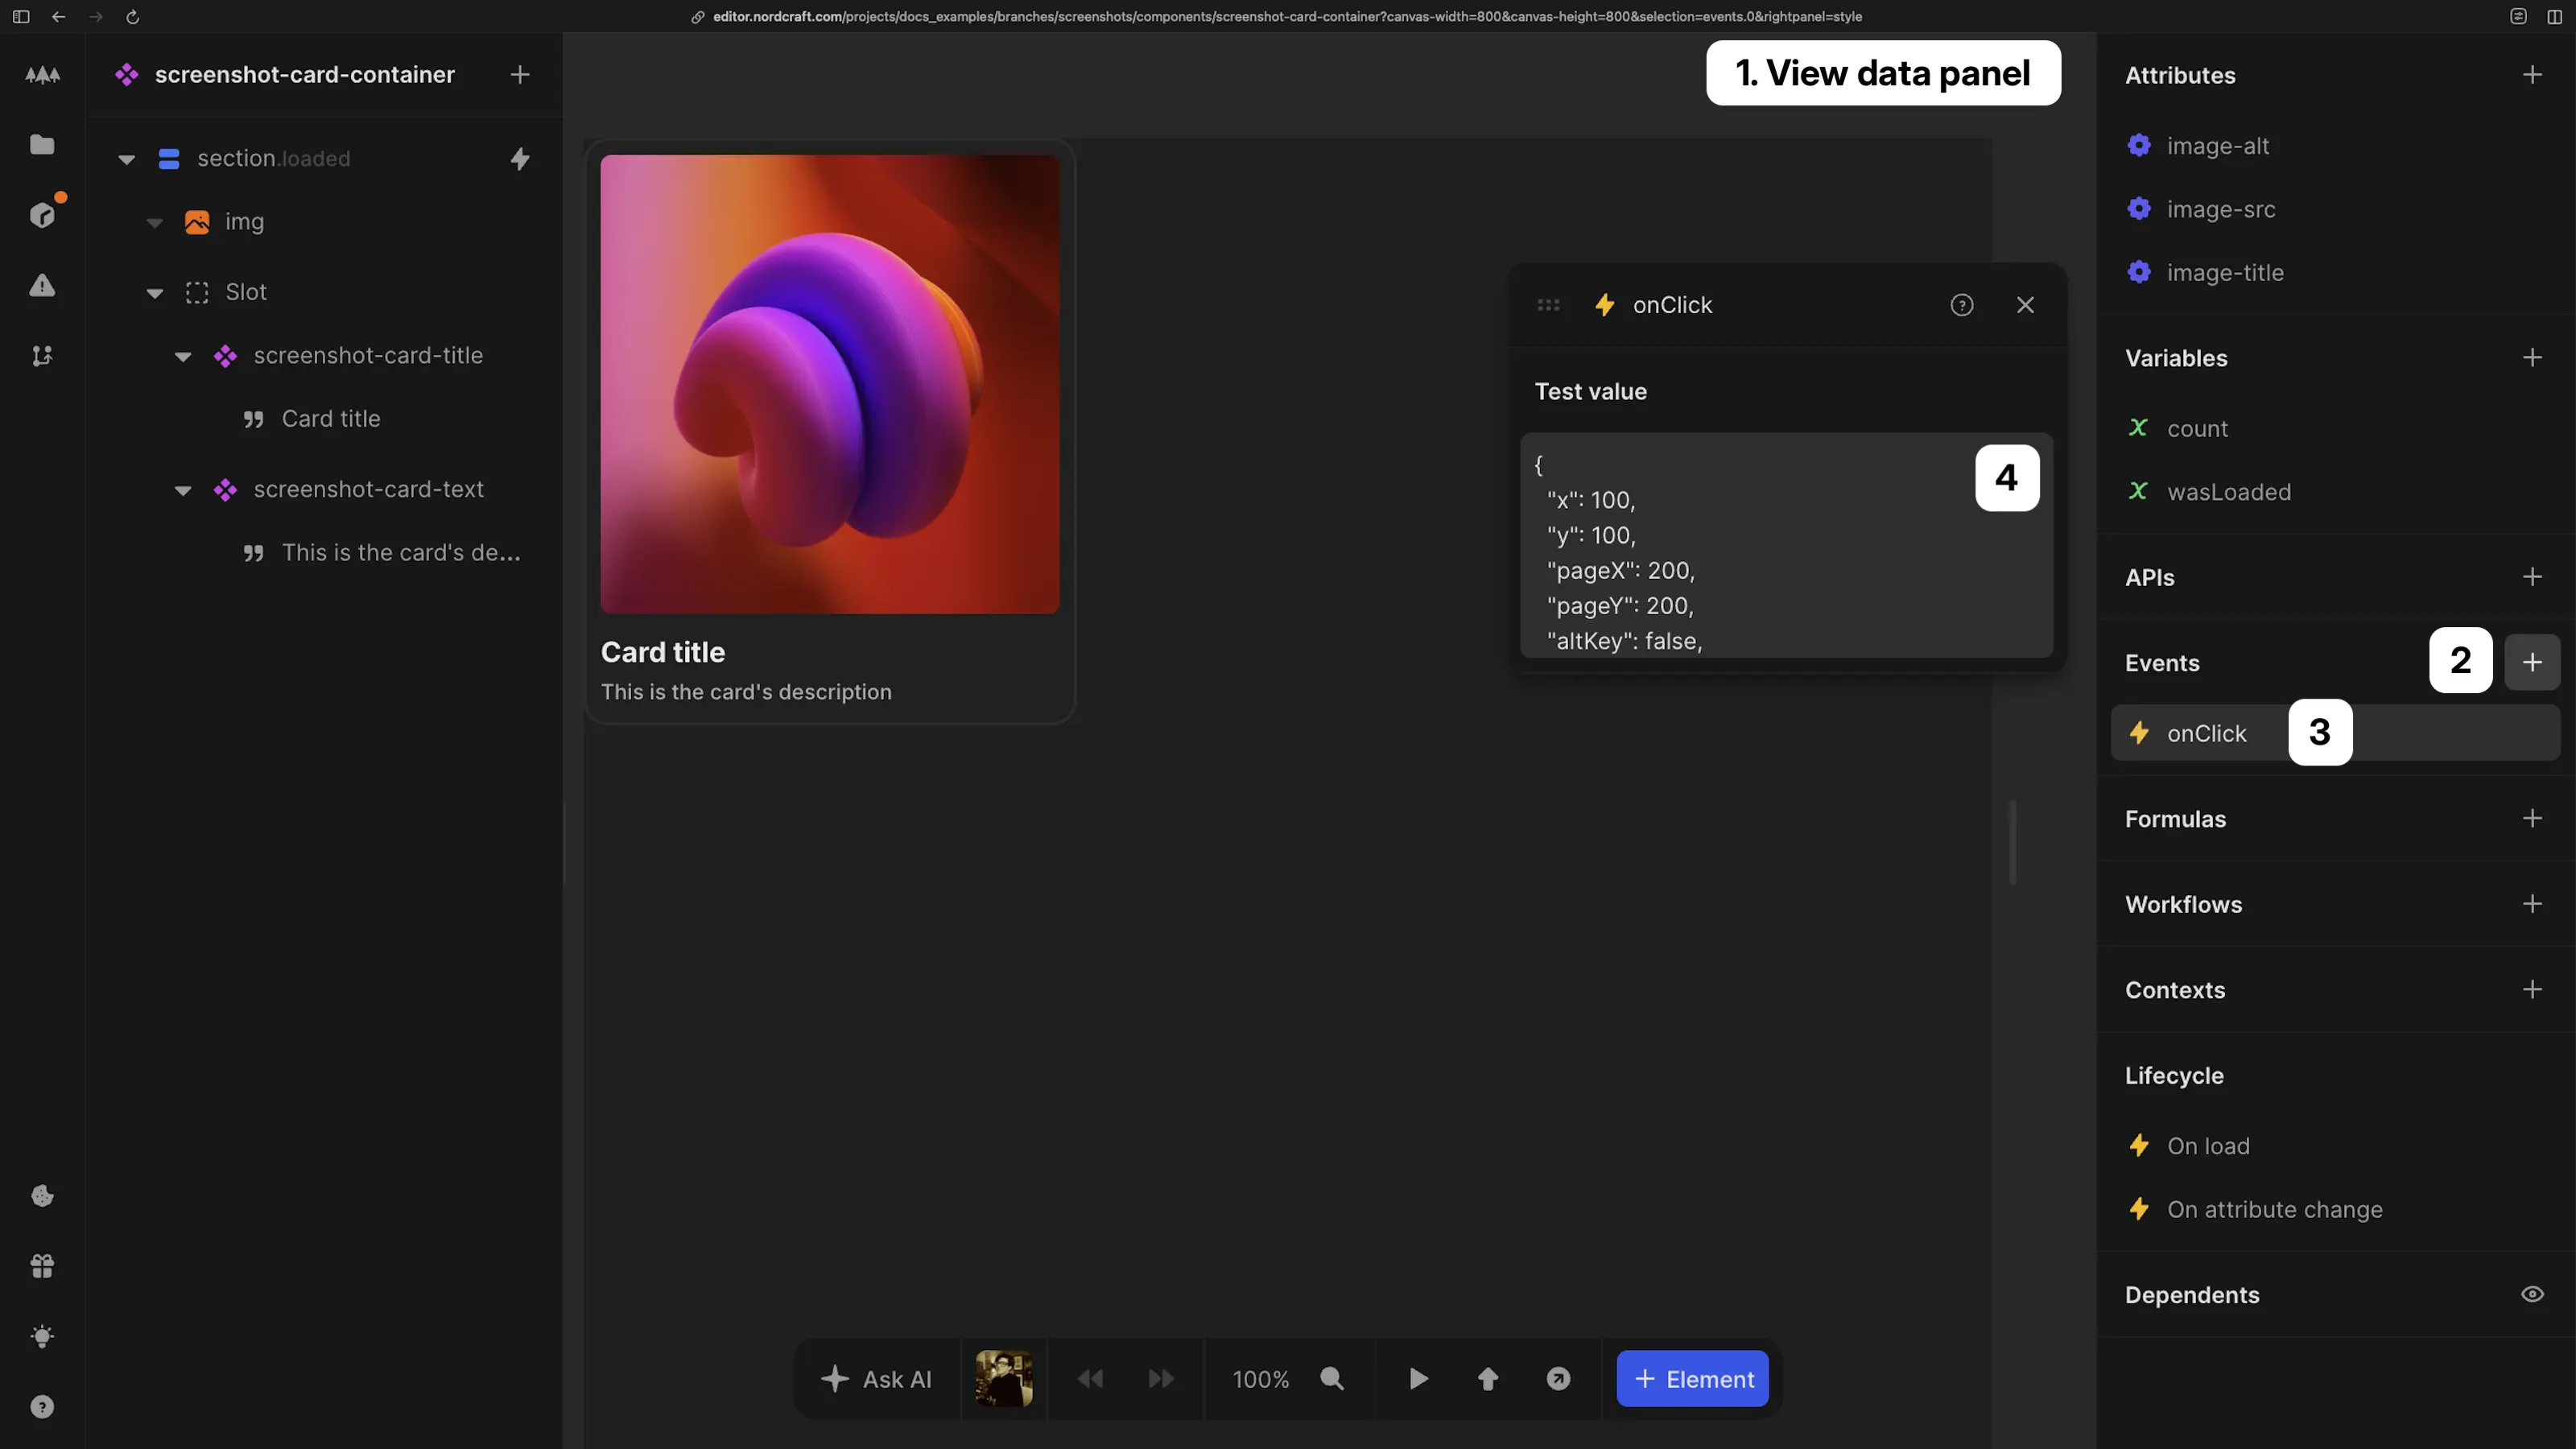 editor.nordcraft.com/projects/docs_examples/branches/screenshots/components/screenshot-card-container?canvas-width=800&canvas-height=800&selection=events.0&rightpanel=style
screenshot-card-container
section.loaded
img
Slot
screenshot-card-title
Card title
screenshot-card-text
This is the card's de...
1. View data panel
Card title
This is the card's description
onClick
Test value
{
4
"x": 100,
"y": 100,
"pageX": 200,
"pageY": 200,
"altKey": false,
Ask AI
100%
+ Element
Attributes
image-alt
image-src
image-title
Variables
count
wasLoaded
APIs
Events
2
onClick
3
Formulas
Workflows
Contexts
Lifecycle
On load
On attribute change
Dependents